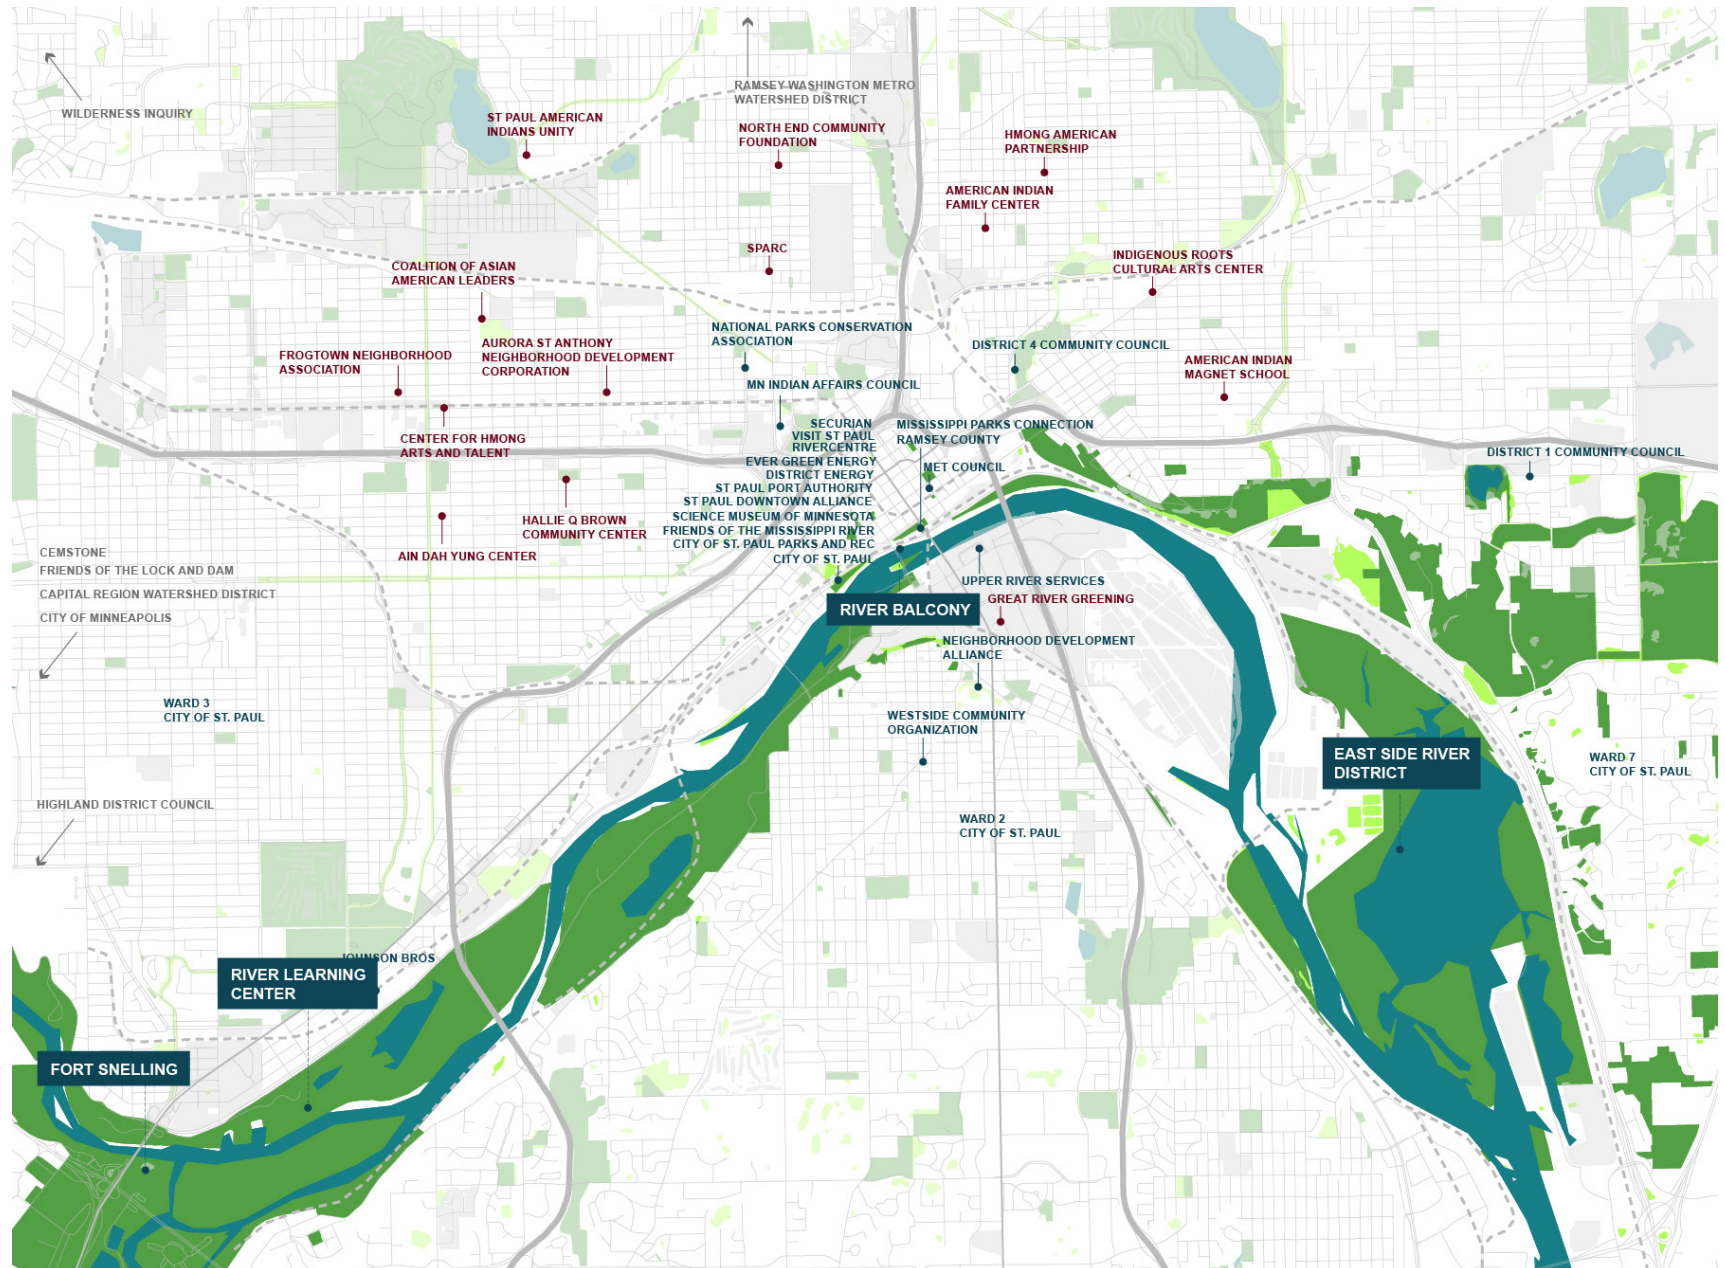 RAMSEY WASHINGTON METRO
WATERSHED DISTRICT
WILDERNESS INQUIRY
ST PAUL AMERICAN
INDIANS UNITY
NORTH END COMMUNITY
FOUNDATION
HMONG AMERICAN
PARTNERSHIP
AMERICAN INDIAN
FAMILY CENTER
SPARC
INDIGENOUS ROOTS
CULTURAL ARTS CENTER
COALITION OF ASIAN
AMERICAN LEADERS
NATIONAL PARKS CONSERVATION
ASSOCIATION
AURORA ST ANTHONY
NEIGHBORHOOD DEVELOPMENT
CORPORATION
DISTRICT 4 COMMUNITY COUNCIL
FROGTOWN NEIGHBORHOOD
ASSOCIATION
AMERICAN INDIAN
MAGNET SCHOOL
MN INDIAN AFFAIRS COUNCIL
CENTER FOR HMONG
ARTS AND TALENT
SECURIAN
VISIT ST PAUL
RIVERCENTRE
EVER GREEN ENERGY
DISTRICT ENERGY
ST PAUL PORT AUTHORITY
ST PAUL DOWNTOWN ALLIANCE
SCIENCE MUSEUM OF MINNESOTA
FRIENDS OF THE MISSISSIPPI RIVER
CITY OF ST. PAUL PARKS AND REC
CITY OF ST. PAUL
MISSISSIPPI PARKS CONNECTION
RAMSEY COUNTY
MET COUNCIL
DISTRICT 1 COMMUNITY COUNCIL
HALLIE Q BROWN
COMMUNITY CENTER
AIN DAH YUNG CENTER
CEMSTONE
FRIENDS OF THE LOCK AND DAM
CAPITAL REGION WATERSHED DISTRICT
CITY OF MINNEAPOLIS
UPPER RIVER SERVICES
RIVER BALCONY
GREAT RIVER GREENING
NEIGHBORHOOD DEVELOPMENT
ALLIANCE
WARD 3
CITY OF ST. PAUL
WESTSIDE COMMUNITY
ORGANIZATION
EAST SIDE RIVER
DISTRICT
WARD 7
CITY OF ST. PAUL
HIGHLAND DISTRICT COUNCIL
WARD 2
CITY OF ST. PAUL
JOHNSON BROS
RIVER LEARNING
CENTER
FORT SNELLING